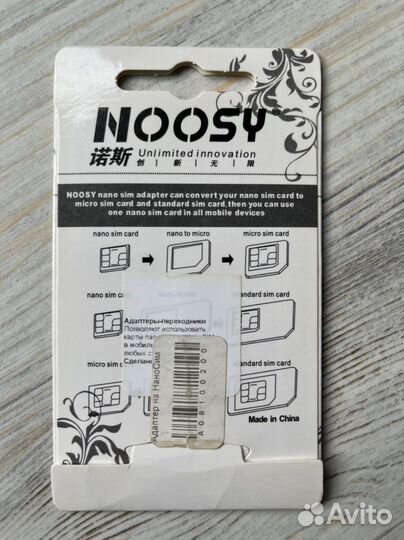 NOOSY®
诺斯 Unlimited innovation
创 新 无 限
NOOSY nano sim adapter can convert your nano sim card to
micro sim card and standard sim card,then you can use
one nano sim card in all mobile devices
nano sim card nano to micro micro sim card
nano sim card standard sim card
Адаптеры-переходники
Позволяют использовать
карты
в мобил
любых
Сделано
micro sim standard sim card
Адаптер на НаноСим
A08100200
Made in China
Avito